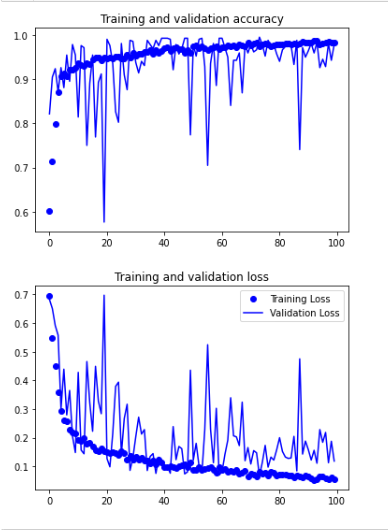 Training and validation accuracy
1.0
0.9
0.8
0.7
0.6
0 20 40 60 80 100
Training and validation loss
0.7
Training Loss
0.6
Validation Loss
0.5
0.4
0.3
0.2
0.1
0 20 40 60 80 100